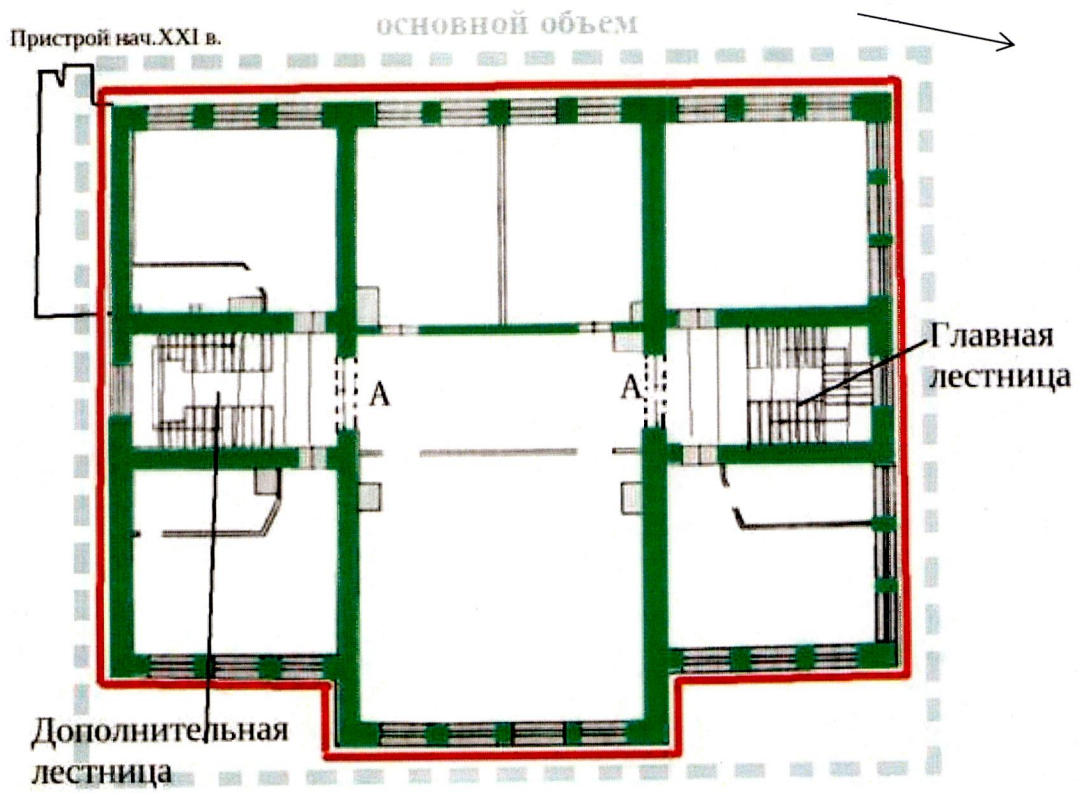 основной объем
Пристрой нач.XXI в.
Главная
лестница
А
А
Дополнительная
лестница